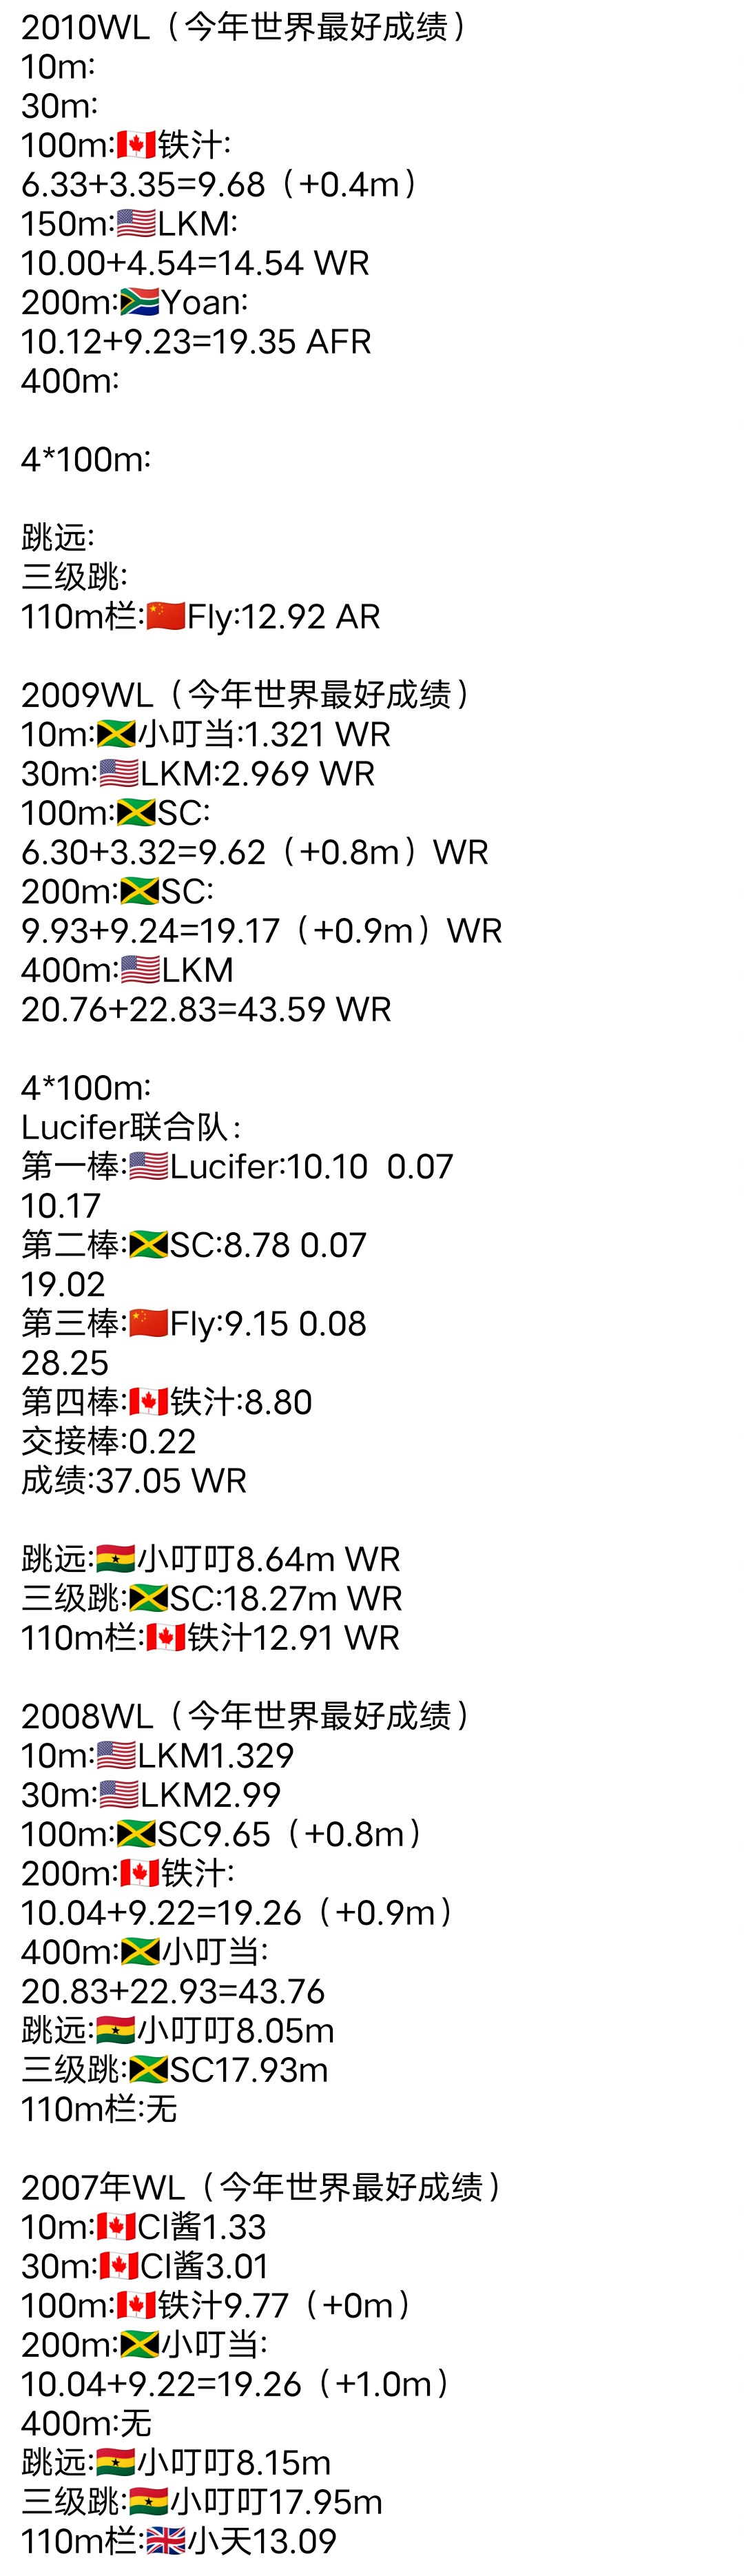 2010WL（今年世界最好成绩）
10m:
30m:
100m:🇨🇦铁汁:
6.33+3.35=9.68（+0.4m）
150m:🇺🇸LKM:
10.00+4.54=14.54 WR
200m:🇿🇦Yoan:
10.12+9.23=19.35 AFR
400m:
4*100m:
跳远:
三级跳:
110m栏:🇨🇳Fly:12.92 AR
2009WL（今年世界最好成绩）
10m:🇯🇲小叮当:1.321 WR
30m:🇺🇸LKM:2.969 WR
100m:🇯🇲SC:
6.30+3.32=9.62（+0.8m）WR
200m:🇯🇲SC:
9.93+9.24=19.17（+0.9m）WR
400m:🇺🇸LKM
20.76+22.83=43.59 WR
4*100m:
Lucifer联合队：
第一棒:🇺🇸Lucifer:10.10  0.07
10.17
第二棒:🇯🇲SC:8.78 0.07
19.02
第三棒:🇨🇳Fly:9.15 0.08
28.25
第四棒:🇨🇦铁汁:8.80
交接棒:0.22
成绩:37.05 WR
跳远:🇬🇭小叮叮8.64m WR
三级跳:🇯🇲SC:18.27m WR
110m栏:🇨🇦铁汁12.91 WR
2008WL（今年世界最好成绩）
10m:🇺🇸LKM1.329
30m:🇺🇸LKM2.99
100m:🇯🇲SC9.65（+0.8m）
200m:🇨🇦铁汁:
10.04+9.22=19.26（+0.9m）
400m:🇯🇲小叮当:
20.83+22.93=43.76
跳远:🇬🇭小叮叮8.05m
三级跳:🇯🇲SC17.93m
110m栏:无
2007年WL（今年世界最好成绩）
10m:🇨🇦Cl酱1.33
30m:🇨🇦Cl酱3.01
100m:🇨🇦铁汁9.77（+0m）
200m:🇯🇲小叮当:
10.04+9.22=19.26（+1.0m）
400m:无
跳远:🇬🇭小叮叮8.15m
三级跳:🇬🇭小叮叮17.95m
110m栏:🇬🇧小天13.09